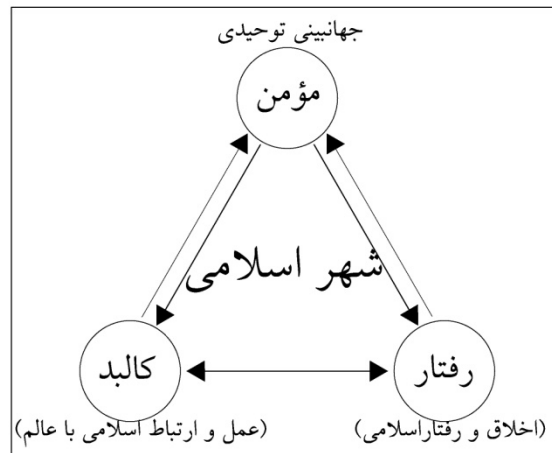 جهانبینی توحیدی
مؤمن
شهر اسلامی
رفتار
کالبد
(اخلاق و رفتاراسلامی)
(عمل و ارتباط اسلامی با عالم)